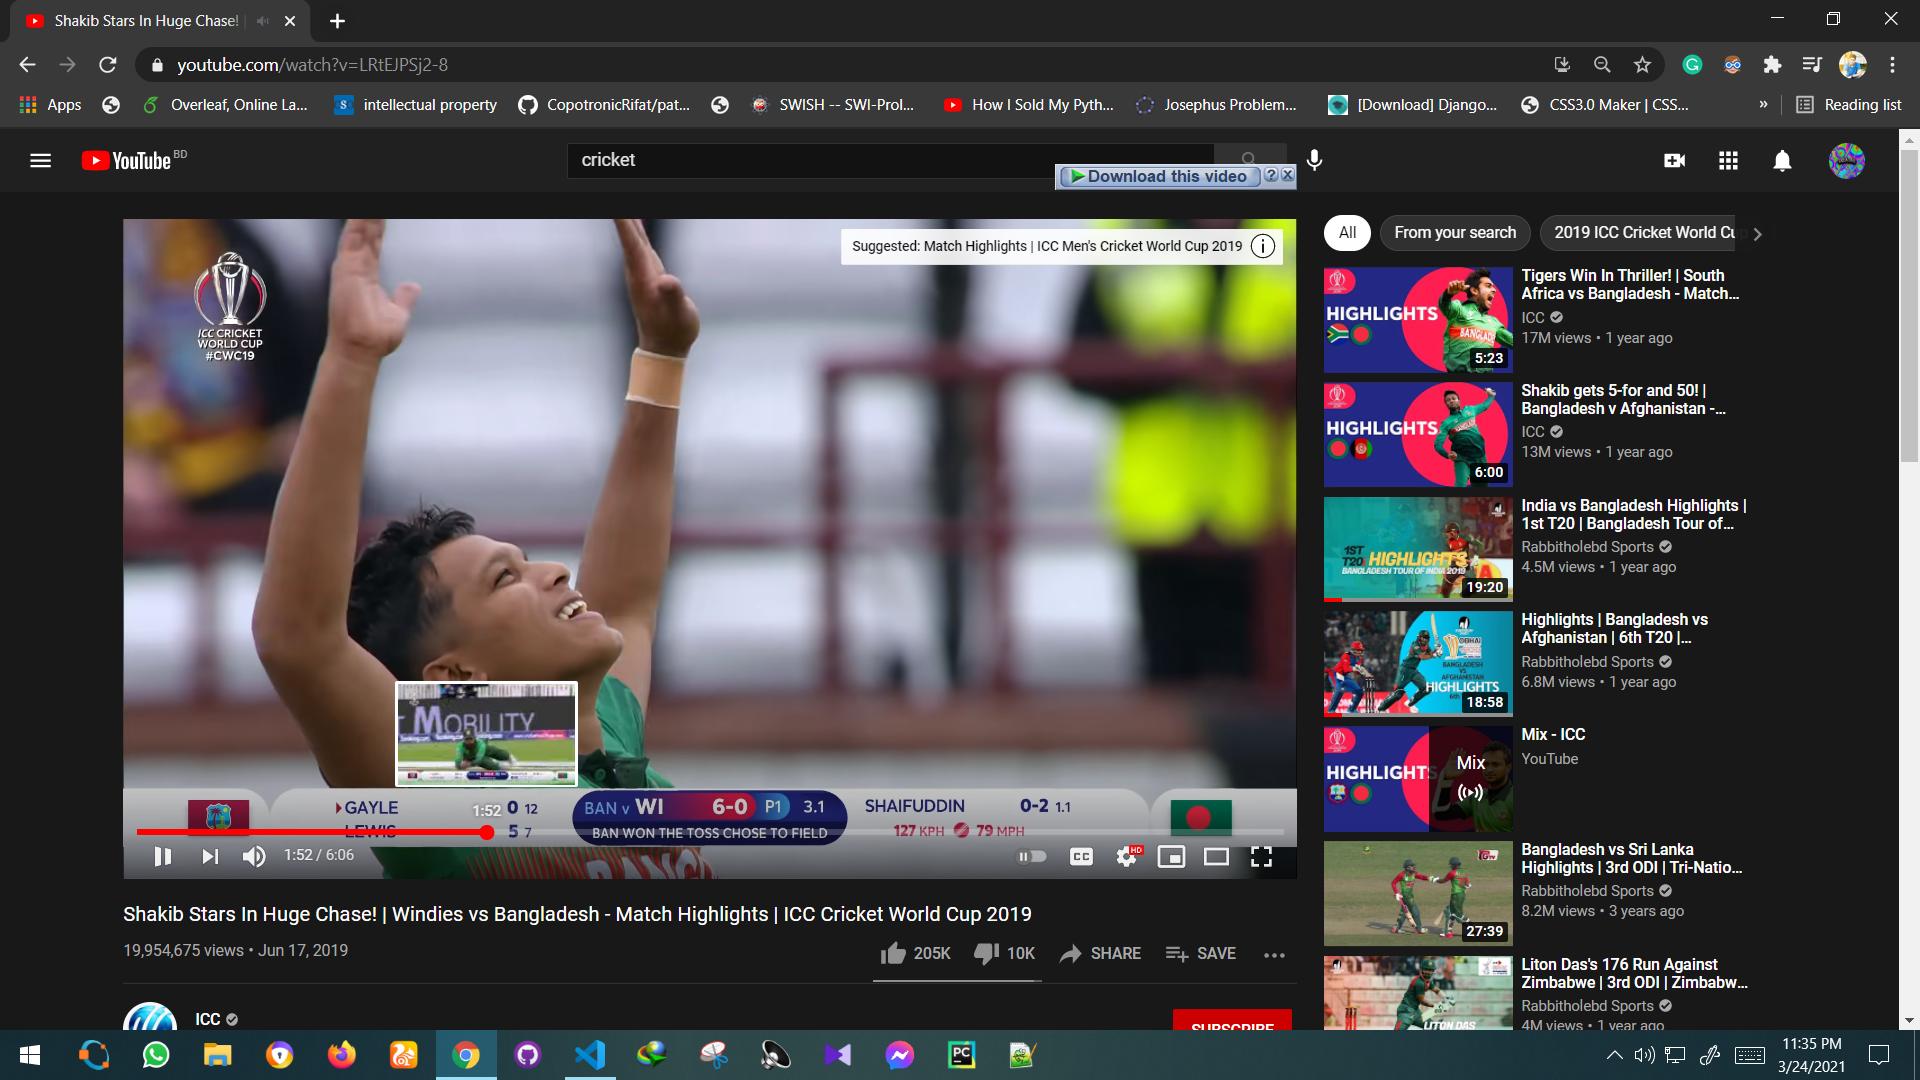 Shakib Stars In Huge Chase!
youtube.com/watch?v=LRtEJPSj2-8
Apps
Overleaf, Online La...
intellectual property
CopotronicRifat/pat...
SWISH -- SWI-Prol...
How I Sold My Pyth...
Josephus Problem...
[Download] Django...
CSS3.0 Maker | CSS...
»
Reading list
YouTube BD
cricket
Download this video
Suggested: Match Highlights | ICC Men's Cricket World Cup 2019
ICC CRICKET
WORLD CUP
#CWC19
MOBILITY
GAYLE 0 12
LEWIS 5 7
1:52
BAN v WI 6-0 P1 3.1
BAN WON THE TOSS CHOSE TO FIELD
SHAIFUDDIN 0-2 1.1
127 KPH 79 MPH
1:52 / 6:06
CC
HD
Shakib Stars In Huge Chase! | Windies vs Bangladesh - Match Highlights | ICC Cricket World Cup 2019
19,954,675 views • Jun 17, 2019
205K
10K
SHARE
SAVE
ICC
SUBSCRIBE
All
From your search
2019 ICC Cricket World Cu
HIGHLIGHTS
5:23
Tigers Win In Thriller! | South
Africa vs Bangladesh - Match...
ICC
17M views • 1 year ago
HIGHLIGHTS
6:00
Shakib gets 5-for and 50! |
Bangladesh v Afghanistan -...
ICC
13M views • 1 year ago
1ST
T20 HIGHLIGHTS
BANGLADESH TOUR OF INDIA 2019
19:20
India vs Bangladesh Highlights |
1st T20 | Bangladesh Tour of...
Rabbitholebd Sports
4.5M views • 1 year ago
BANGLADESH
VS
AFGHANISTAN
HIGHLIGHTS
18:58
Highlights | Bangladesh vs
Afghanistan | 6th T20 |...
Rabbitholebd Sports
6.8M views • 1 year ago
HIGHLIGHTS
Mix
Mix - ICC
YouTube
27:39
Bangladesh vs Sri Lanka
Highlights | 3rd ODI | Tri-Natio...
Rabbitholebd Sports
8.2M views • 3 years ago
LITON DAS
Liton Das's 176 Run Against
Zimbabwe | 3rd ODI | Zimbabw...
Rabbitholebd Sports
4M views • 1 year ago
PC
11:35 PM
3/24/2021